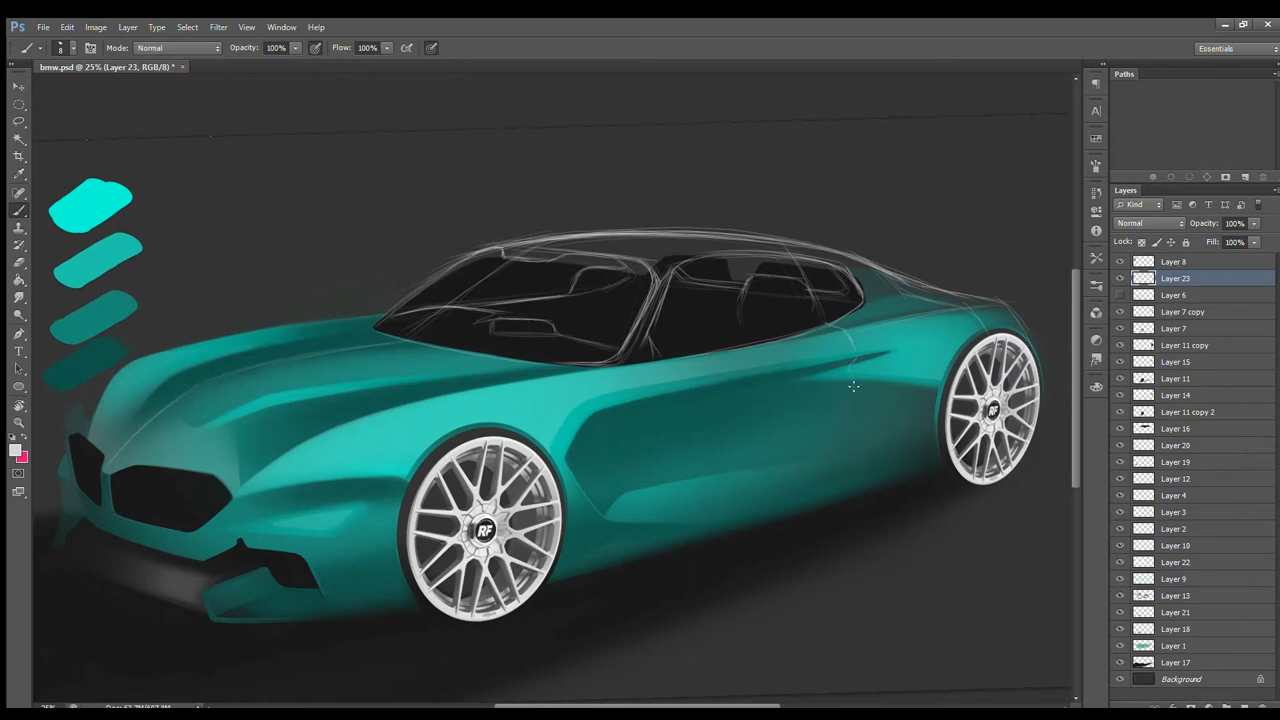 Ps File Edit Image Layer Type Select Filter View Window Help
8 Mode: Normal Opacity: 100% Flow: 100% Essentials
bmw.psd @ 25% (Layer 23, RGB/8) * ×
Paths
Layers
Kind
Normal Opacity: 100%
Lock: Fill: 100%
Layer 8
Layer 23
Layer 6
Layer 7 copy
Layer 7
Layer 11 copy
Layer 15
Layer 11
Layer 14
Layer 11 copy 2
Layer 16
Layer 20
Layer 19
Layer 12
Layer 4
Layer 3
Layer 2
Layer 10
Layer 22
Layer 9
Layer 13
Layer 21
Layer 18
Layer 1
Layer 17
Background
RF
RF
25%